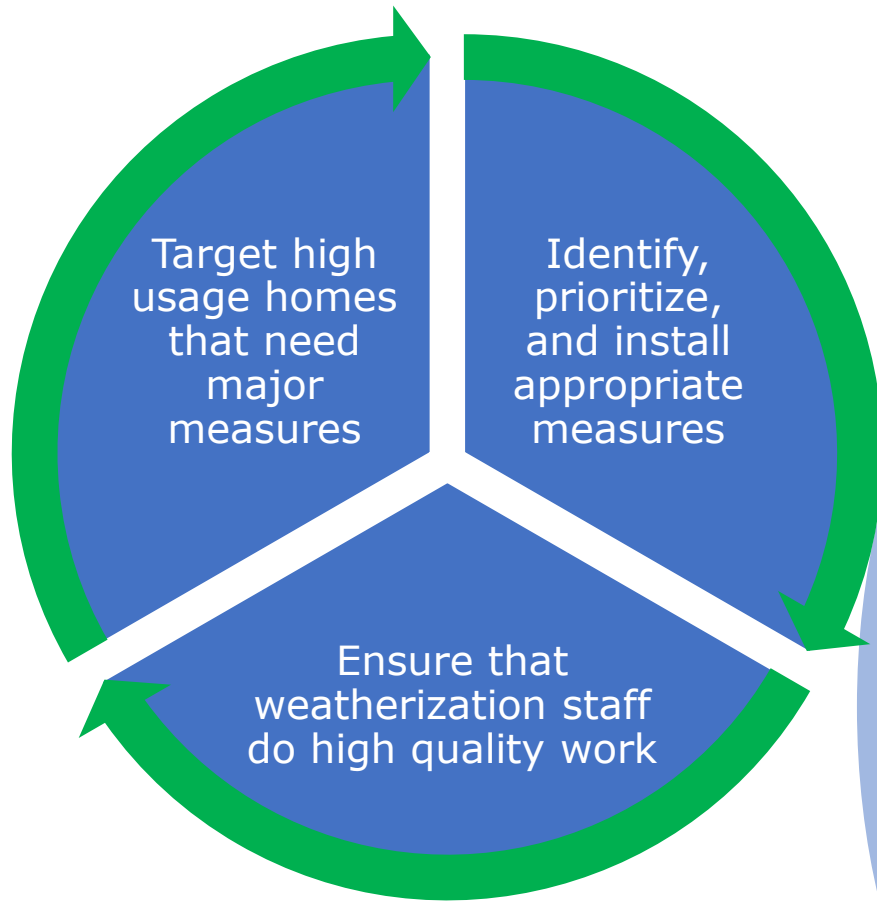 Target high
usage homes
that need
major
measures
Identify,
prioritize,
and install
appropriate
measures
Ensure that
weatherization staff
do high quality work